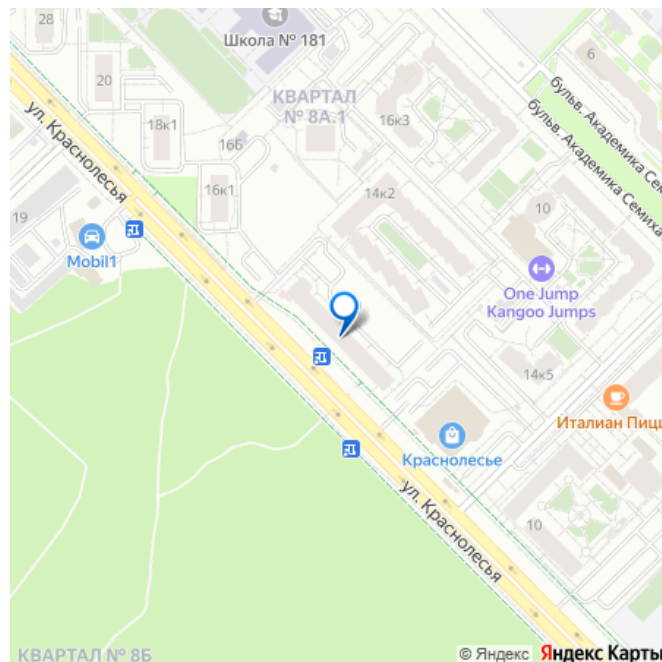 28
Школа № 181
6
20
КВАРТАЛ
№ 8А.1
бульв. Академика Сем
ул. Краснолесья
18к1
16Б
16к3
бульв. Академика Семиха
16к1
14к2
19
10
Mobil1
One Jump
Kangoo Jumps
14к5
Италиан Пицц
Краснолесье
ул. Краснолесья
10
КВАРТАЛ № 8Б
© Яндекс Яндекс Карты